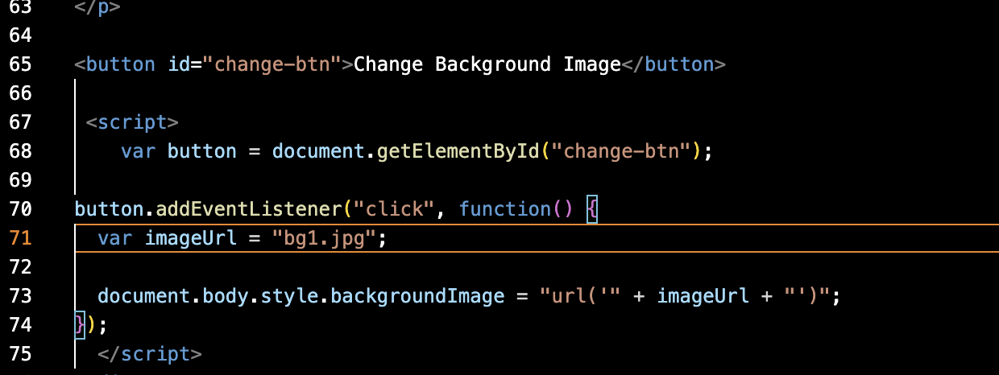 63 </p>
64
65 <button id="change-btn">Change Background Image</button>
66
67 <script>
68 var button = document.getElementById("change-btn");
69
70 button.addEventListener("click", function() {
71 var imageUrl = "bg1.jpg";
72
73 document.body.style.backgroundImage = "url('" + imageUrl + "')";
74 });
75 </script>